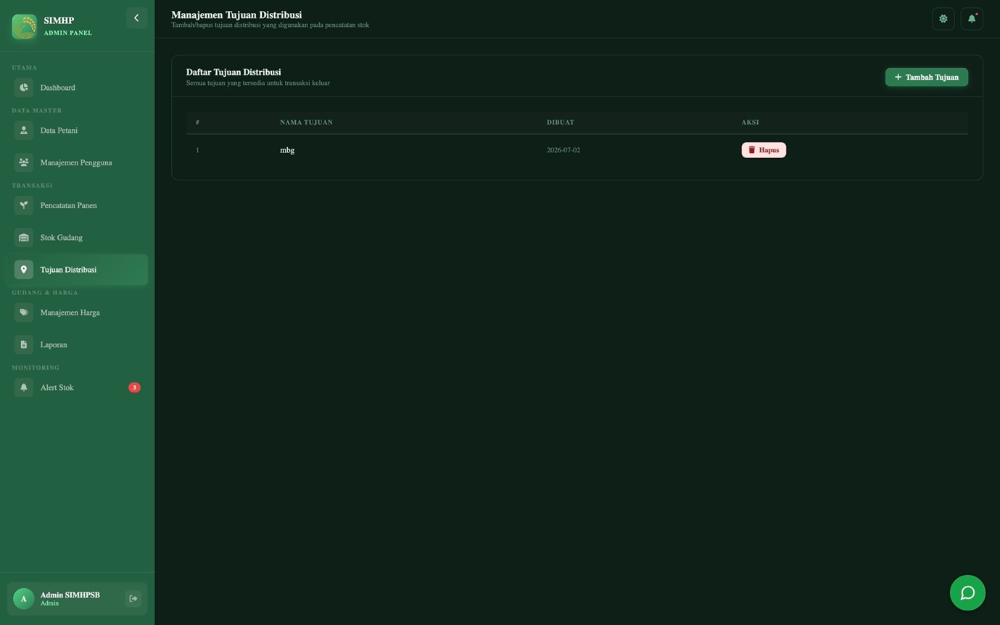 SIMHP
ADMIN PANEL
UTAMA
Dashboard
DATA MASTER
Data Petani
Manajemen Pengguna
TRANSAKSI
Pencatatan Panen
Stok Gudang
Tujuan Distribusi
GUDANG & HARGA
Manajemen Harga
Laporan
MONITORING
Alert Stok 3
A Admin SIMHPSB
Admin
Manajemen Tujuan Distribusi
Tambah/hapus tujuan distribusi yang digunakan pada pencatatan stok
Daftar Tujuan Distribusi
Semua tujuan yang tersedia untuk transaksi keluar
Tambah Tujuan
# NAMA TUJUAN DIBUAT AKSI
1 mbg 2026-07-02 Hapus